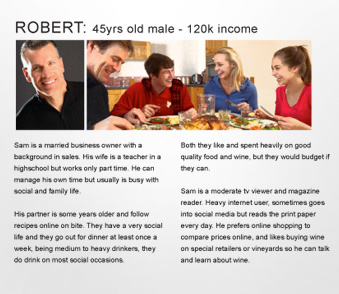 ROBERT: 45yrs old male - 120k income
Sam is a married business owner with a
background in sales. His wife is a teacher in a
highschool but works only part time. He can
manage his own time but usually is busy with
social and family life.
His partner is some years older and follow
recipes online on bite. They have a very social
life and they go out for dinner at least once a
week, being medium to heavy drinkers, they
do drink on most social occasions.
Both they like and spent heavily on good
quality food and wine, but they would budget if
they can.
Sam is a moderate tv viewer and magazine
reader. Heavy internet user, sometimes goes
into social media but reads the print paper
every day. He prefers online shopping to
compare prices online, and likes buying wine
on special retailers or vineyards so he can talk
and learn about wine.